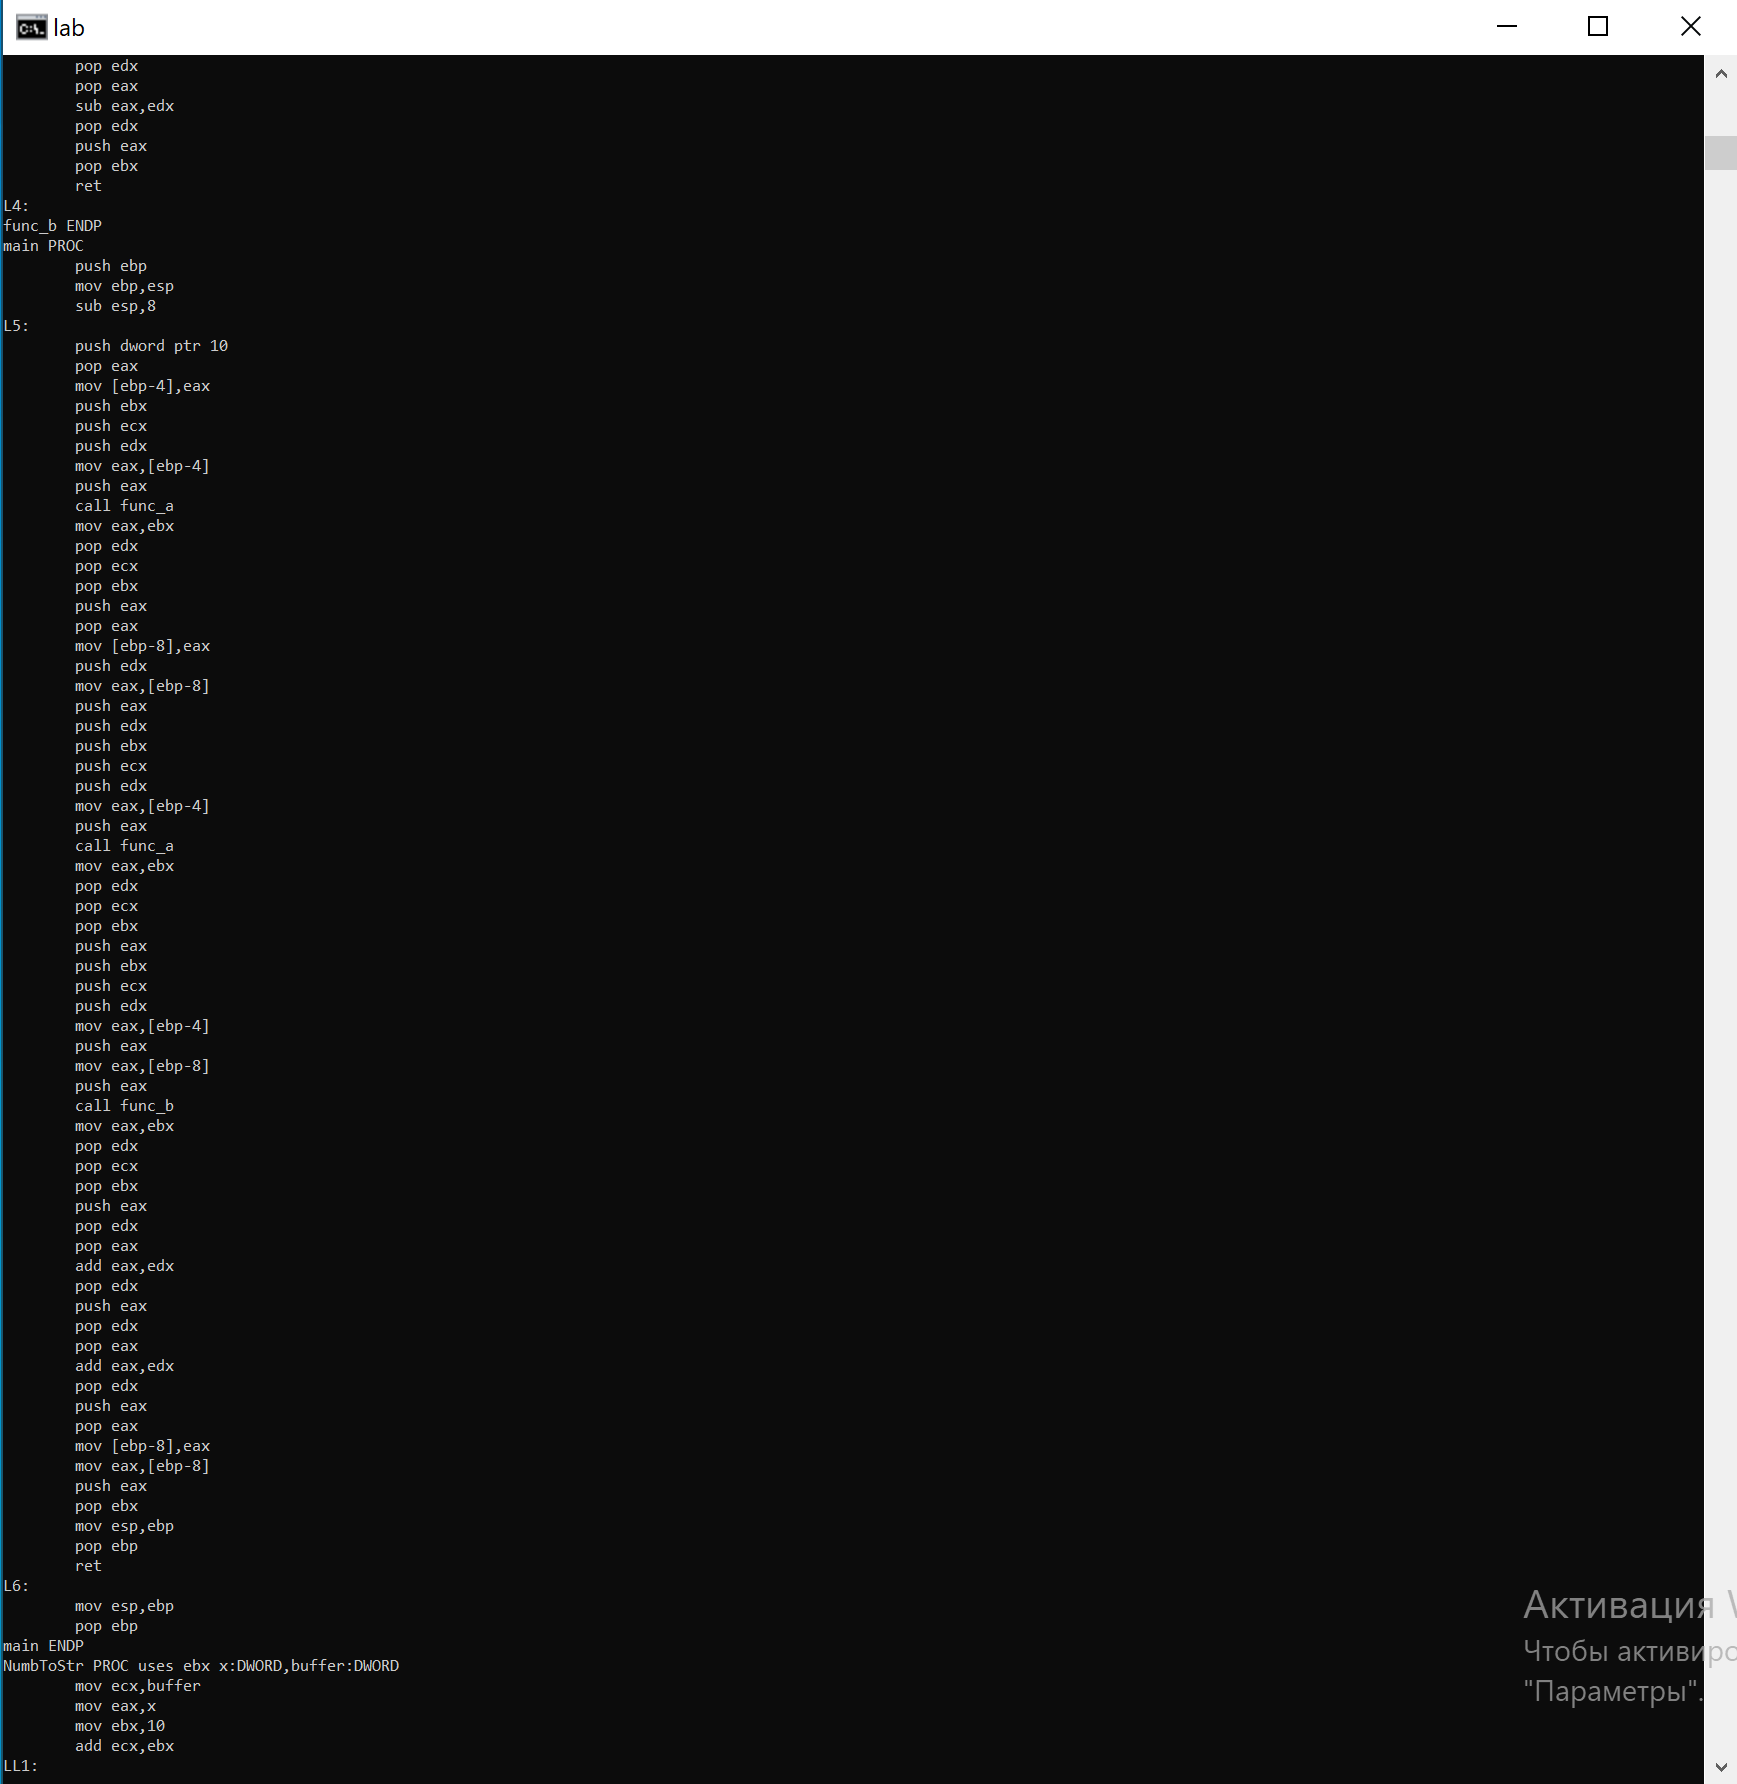 lab
pop edx
pop eax
sub eax,edx
pop edx
push eax
pop ebx
ret
L4:
func_b ENDP
main PROC
push ebp
mov ebp,esp
sub esp,8
L5:
push dword ptr 10
pop eax
mov [ebp-4],eax
push ebx
push ecx
push edx
mov eax,[ebp-4]
push eax
call func_a
mov eax,ebx
pop edx
pop ecx
pop ebx
push eax
pop eax
mov [ebp-8],eax
push edx
mov eax,[ebp-8]
push eax
push edx
push ebx
push ecx
push edx
mov eax,[ebp-4]
push eax
call func_a
mov eax,ebx
pop edx
pop ecx
pop ebx
push eax
push ebx
push ecx
push edx
mov eax,[ebp-4]
push eax
mov eax,[ebp-8]
push eax
call func_b
mov eax,ebx
pop edx
pop ecx
pop ebx
push eax
pop edx
pop eax
add eax,edx
pop edx
push eax
pop edx
pop eax
add eax,edx
pop edx
push eax
pop eax
mov [ebp-8],eax
mov eax,[ebp-8]
push eax
pop ebx
mov esp,ebp
pop ebp
ret
L6:
mov esp,ebp
pop ebp
main ENDP
NumbToStr PROC uses ebx x:DWORD,buffer:DWORD
mov ecx,buffer
mov eax,x
mov ebx,10
add ecx,ebx
LL1:
Активация
Чтобы активиро
"Параметры".